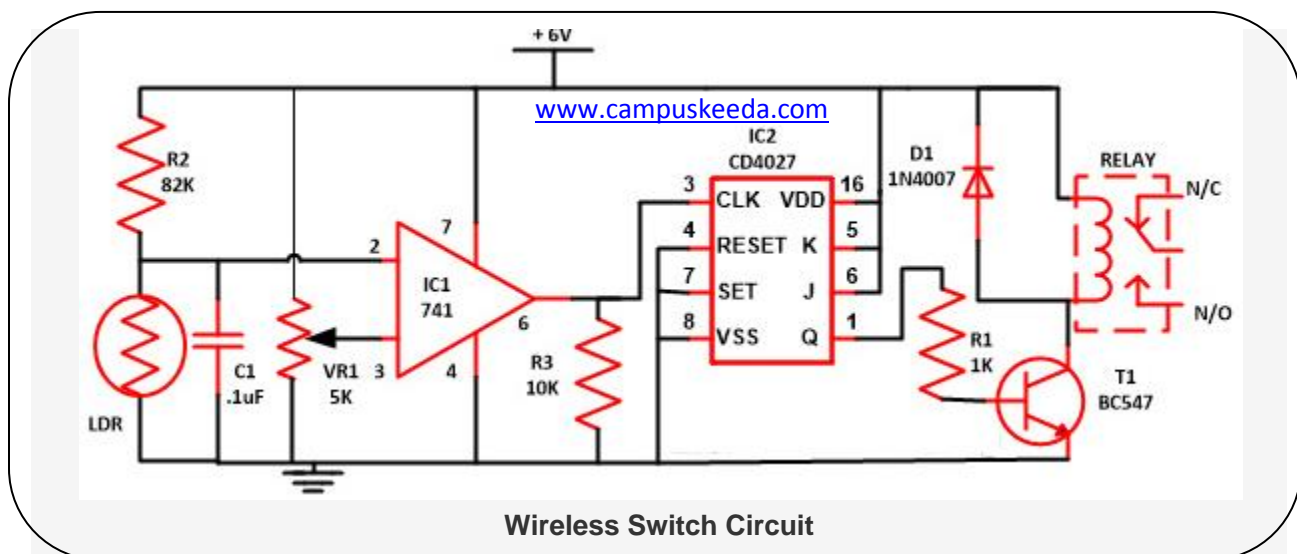 + 6V
www.campuskeeda.com
IC2
CD4027
R2
82K
D1
1N4007
RELAY
N/C
N/O
3 CLK VDD 16
4 RESET K 5
7 SET J 6
8 VSS Q 1
2
7
IC1
741
6
3
4
LDR
C1
.1uF
VR1
5K
R3
10K
R1
1K
T1
BC547
Wireless Switch Circuit